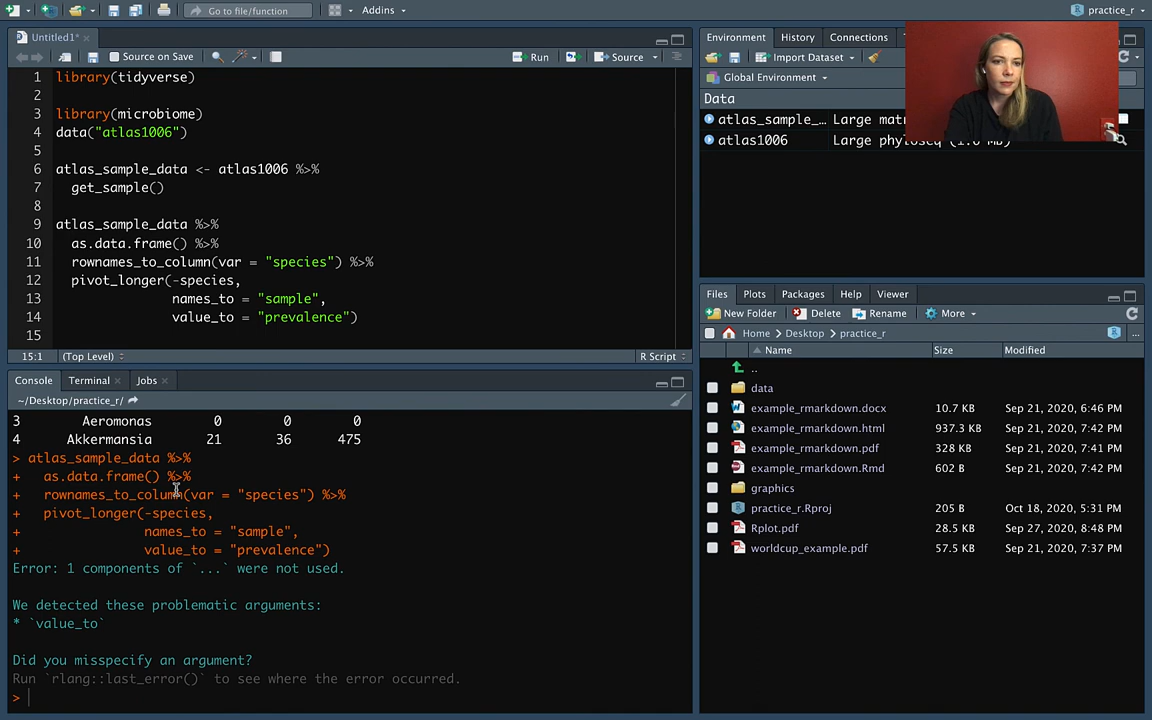 Go to file/function
Addins
practice_r
Untitled1*
Source on Save
Run
Source
1 library(tidyverse)
2
3 library(microbiome)
4 data("atlas1006")
5
6 atlas_sample_data <- atlas1006 %>%
7 get_sample()
8
9 atlas_sample_data %>%
10 as.data.frame() %>%
11 rownames_to_column(var = "species") %>%
12 pivot_longer(-species,
13 names_to = "sample",
14 value_to = "prevalence")
15
15:1 (Top Level) R Script
Console Terminal Jobs
~/Desktop/practice_r/
3 Aeromonas 0 0 0
4 Akkermansia 21 36 475
> atlas_sample_data %>%
+ as.data.frame() %>%
+ rownames_to_column(var = "species") %>%
+ pivot_longer(-species,
+ names_to = "sample",
+ value_to = "prevalence")
Error: 1 components of `...` were not used.
We detected these problematic arguments:
* `value_to`
Did you misspecify an argument?
Run `rlang::last_error()` to see where the error occurred.
>
Environment History Connections
Import Dataset
Global Environment
Data
atlas_sample_… Large
atlas1006 Large
Files Plots Packages Help Viewer
New Folder Delete Rename More
Home Desktop practice_r ...
Name Size Modified
..
data
example_rmarkdown.docx 10.7 KB Sep 21, 2020, 6:46 PM
example_rmarkdown.html 937.3 KB Sep 21, 2020, 7:42 PM
example_rmarkdown.pdf 328 KB Sep 21, 2020, 7:41 PM
example_rmarkdown.Rmd 602 B Sep 21, 2020, 7:42 PM
graphics
practice_r.Rproj 205 B Oct 18, 2020, 5:31 PM
Rplot.pdf 28.5 KB Sep 27, 2020, 8:48 PM
worldcup_example.pdf 57.5 KB Sep 21, 2020, 7:37 PM